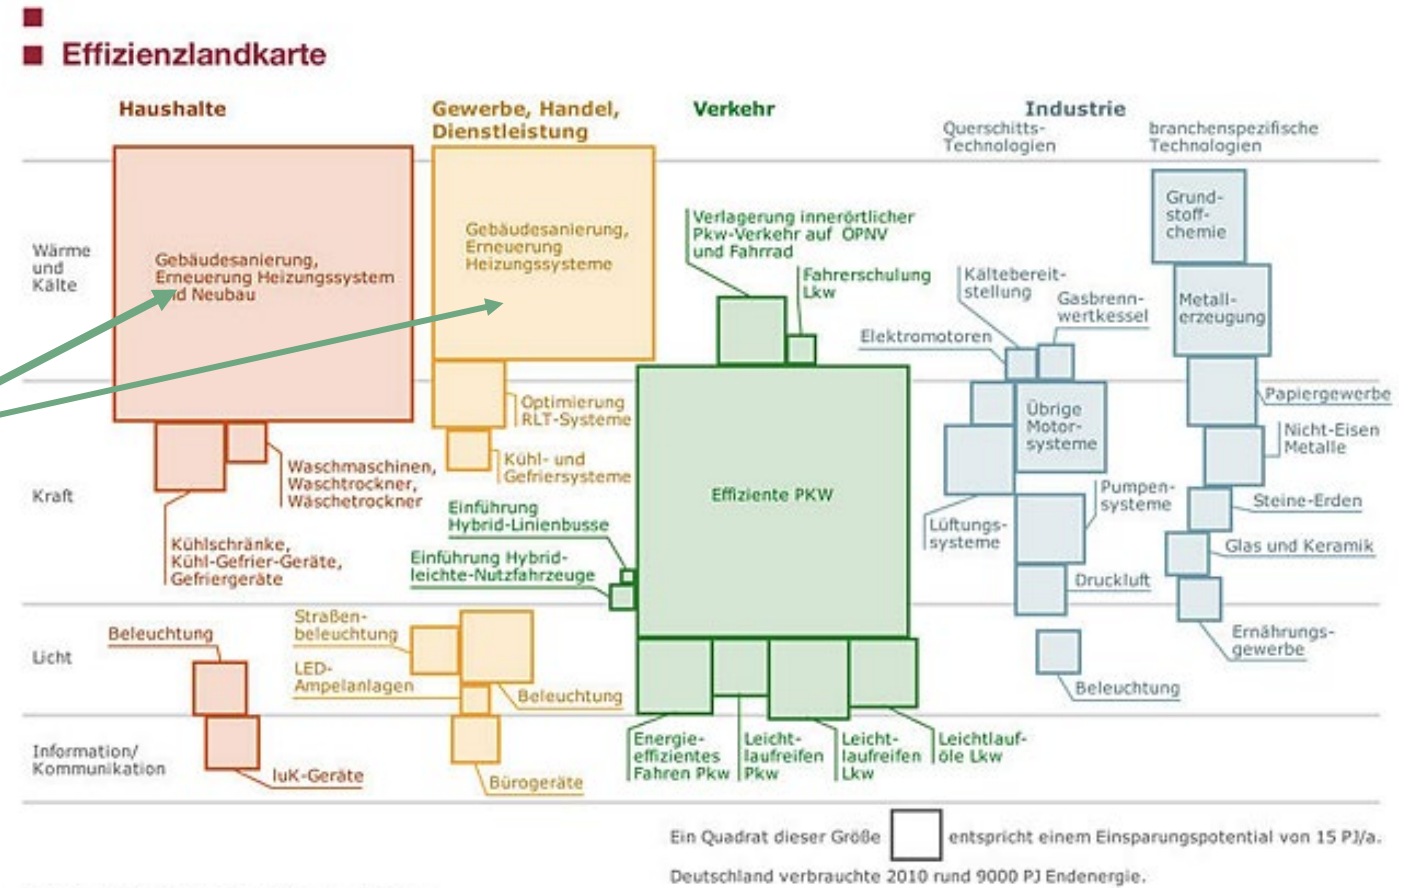 Effizienzlandkarte
Haushalte
Gewerbe, Handel,
Dienstleistung
Verkehr
Industrie
Querschitts-
Technologien
branchenspezifische
Technologien
Wärme
und
Kälte
Gebäudesanierung,
Erneuerung Heizungssystem
und Neubau
Gebäudesanierung,
Erneuerung
Heizungssysteme
Verlagerung innerörtlicher
Pkw-Verkehr auf ÖPNV
und Fahrrad
Fahrerschulung
Lkw
Kältebereit-
stellung
Gasbrenn-
wertkessel
Elektromotoren
Grund-
stoff-
chemie
Metall-
erzeugung
Kraft
Optimierung
RLT-Systeme
Kühl- und
Gefriersysteme
Waschmaschinen,
Waschtrockner,
Wäschetrockner
Kühlschränke,
Kühl-Gefrier-Geräte,
Gefriergeräte
Einführung
Hybrid-Linienbusse
Einführung Hybrid-
leichte-Nutzfahrzeuge
Effiziente PKW
Übrige
Motor-
systeme
Lüftungs-
systeme
Pumpen-
systeme
Druckluft
Papiergewerbe
Nicht-Eisen
Metalle
Steine-Erden
Glas und Keramik
Ernährungs-
gewerbe
Licht
Beleuchtung
Straßen-
beleuchtung
LED-
Ampelanlagen
Beleuchtung
Beleuchtung
Information/
Kommunikation
IuK-Geräte
Bürogeräte
Energie-
effizientes
Fahren Pkw
Leicht-
laufreifen
Pkw
Leicht-
laufreifen
Lkw
Leichtlauf-
öle Lkw
Ein Quadrat dieser Größe entspricht einem Einsparungspotential von 15 PJ/a.
Deutschland verbrauchte 2010 rund 9000 PJ Endenergie.